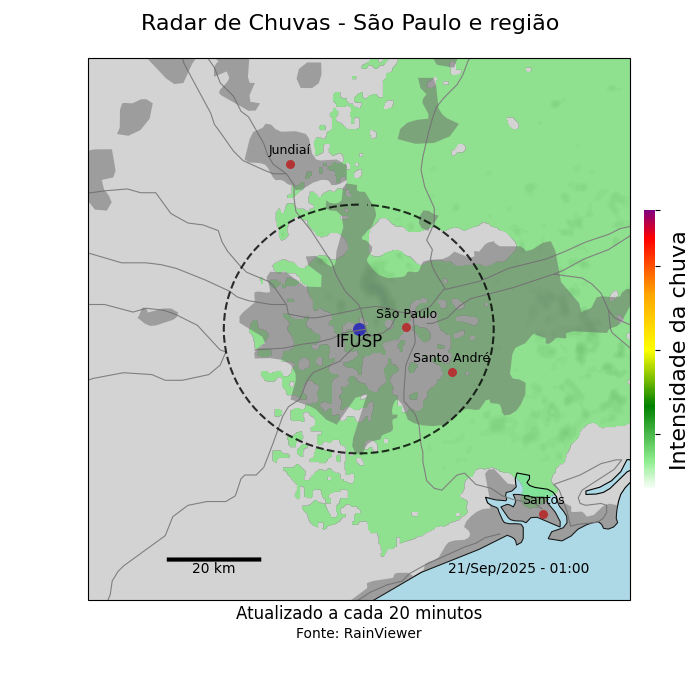 Radar de Chuvas - São Paulo e região
Jundiaí
São Paulo
IFUSP
Santo André
Santos
20 km
21/Sep/2025 - 01:00
Intensidade da chuva
Atualizado a cada 20 minutos
Fonte: RainViewer